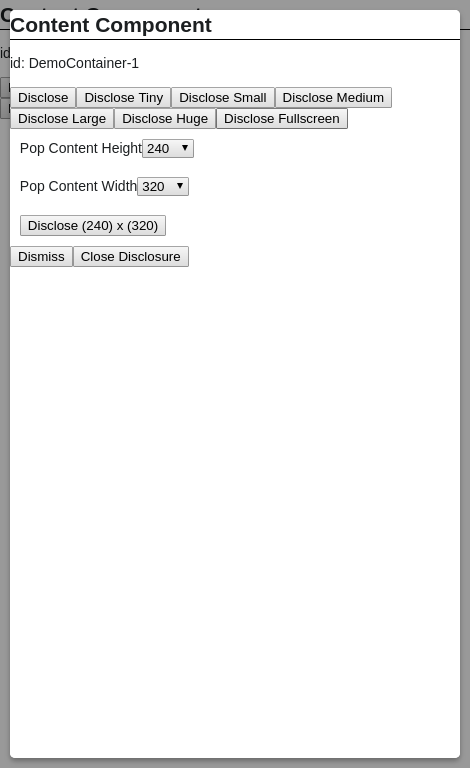 Content Component
id: DemoContainer-1
Disclose Disclose Tiny Disclose Small Disclose Medium
Disclose Large Disclose Huge Disclose Fullscreen
Pop Content Height 240
Pop Content Width 320
Disclose (240) x (320)
Dismiss Close Disclosure